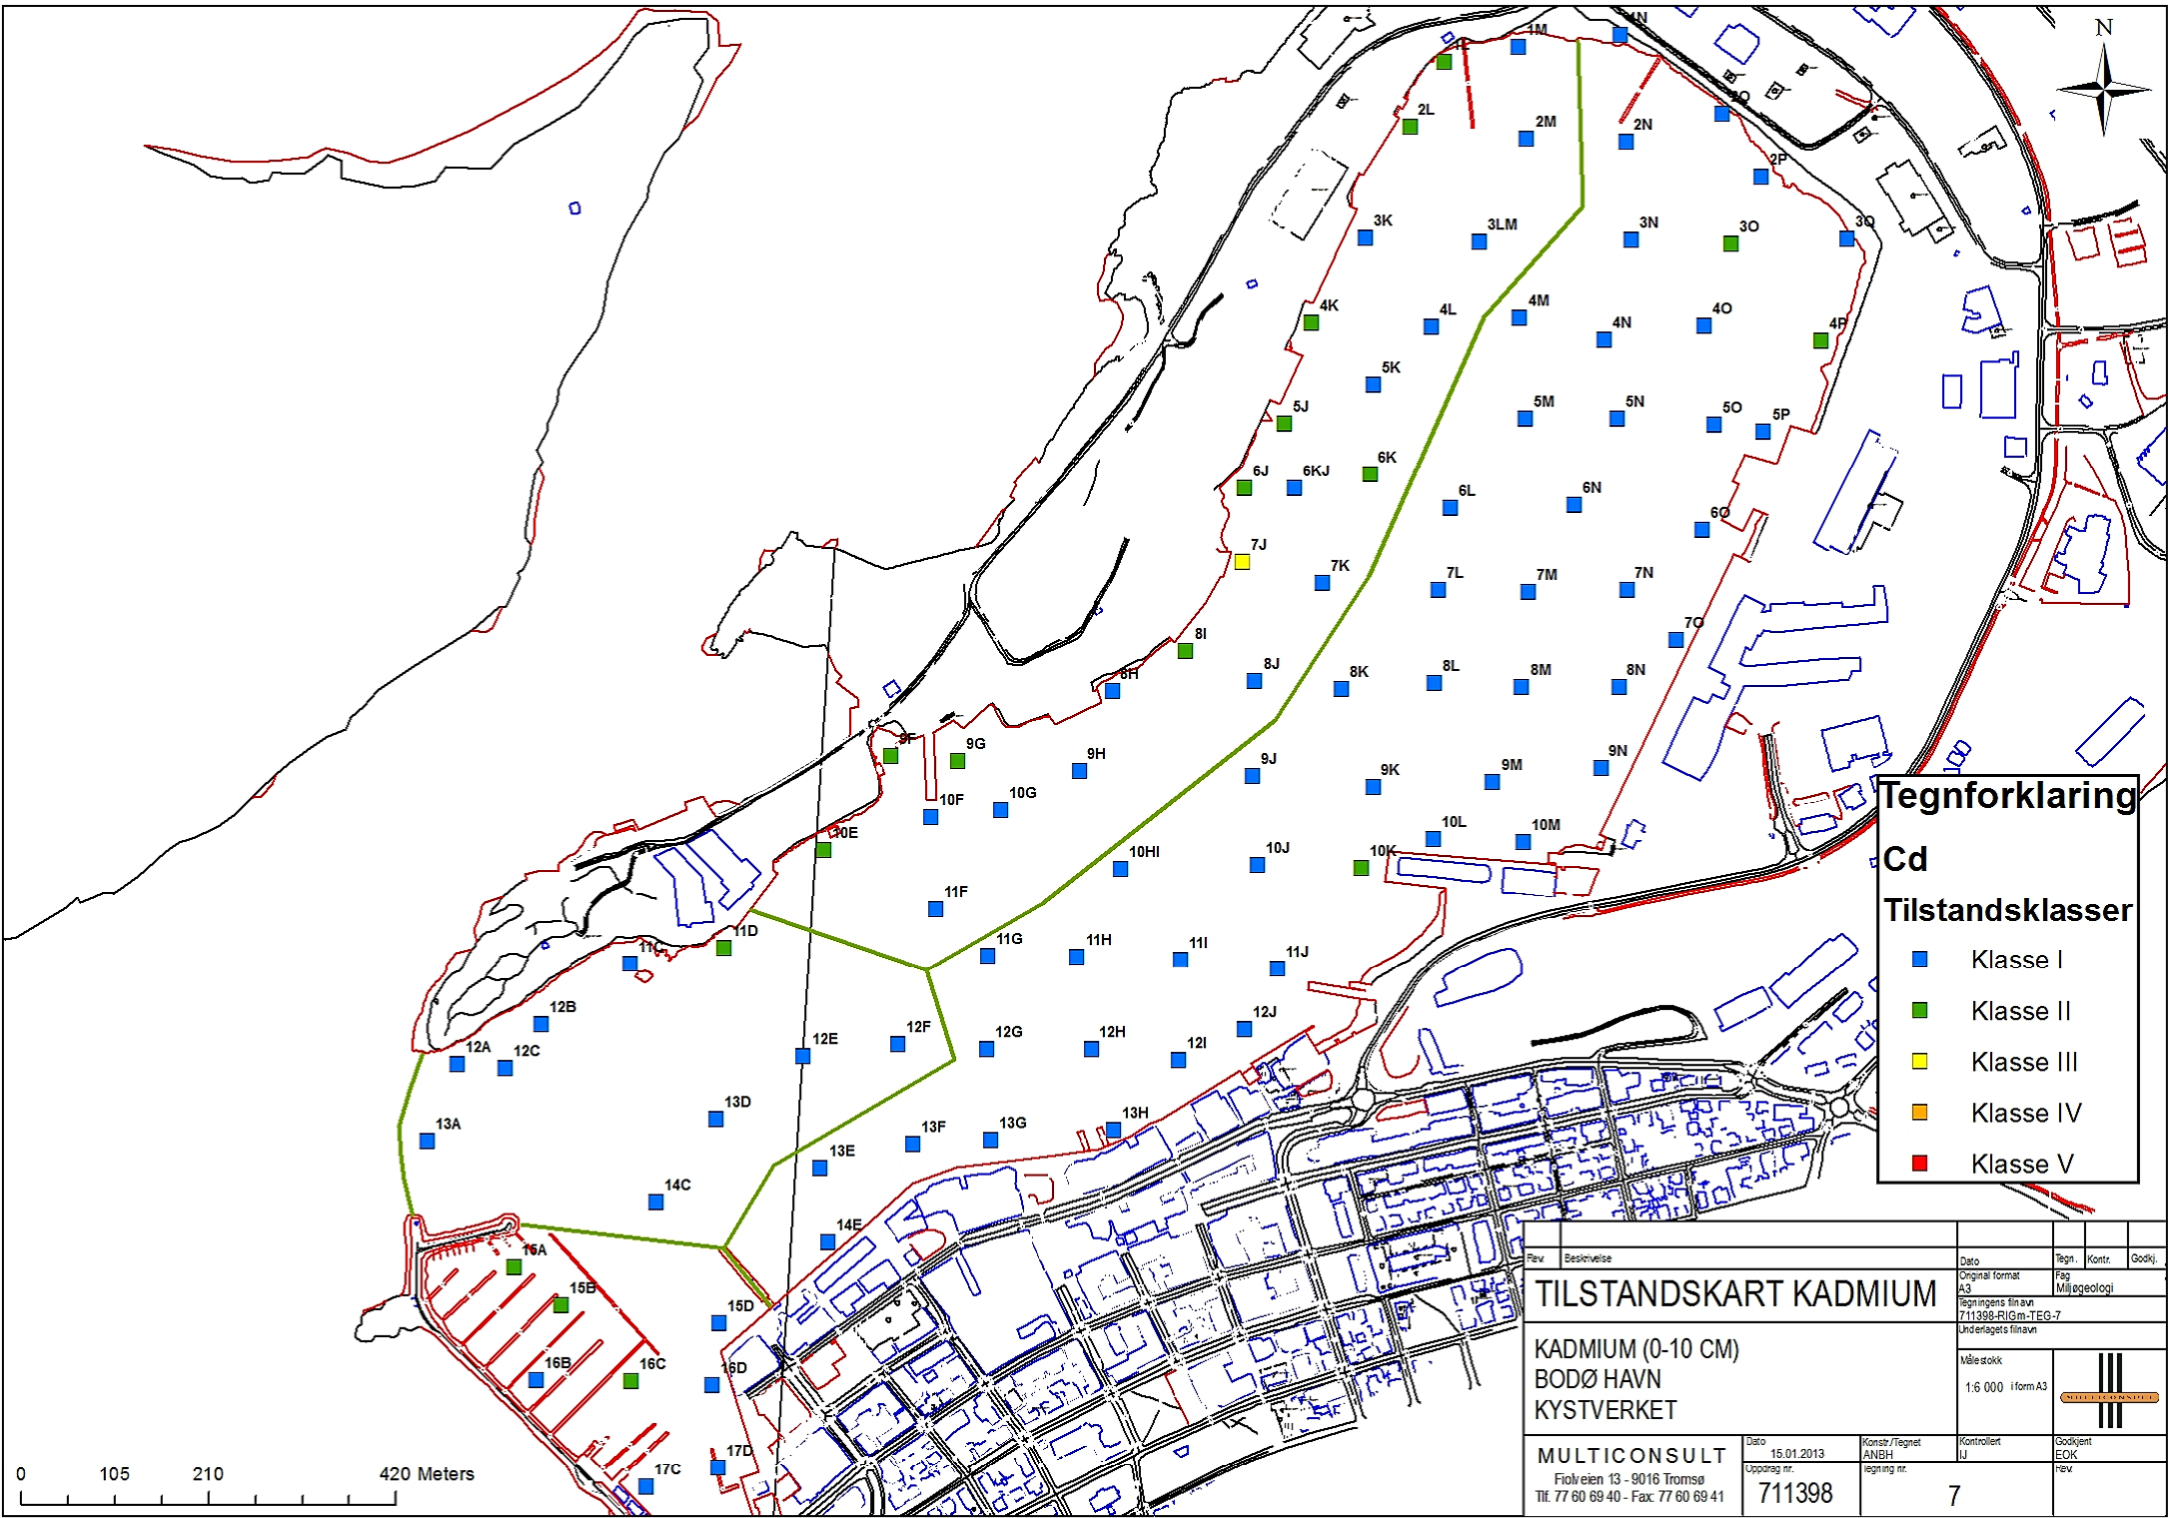 N
1M
2L
2M
2N
2P
3K
3LM
3N
3O
3Q
4K
4L
4M
4N
4O
4P
5K
5J
5M
5N
5O
5P
6J
6KJ
6K
6L
6N
6O
7J
7K
7L
7M
7N
7O
8I
8H
8J
8K
8L
8M
8N
9F
9G
9H
9J
9K
9M
9N
10F
10G
10E
10HI
10J
10K
10L
10M
11F
11D
11C
11G
11H
11I
11J
12B
12A
12C
12E
12F
12G
12H
12I
12J
13A
13D
13E
13F
13G
13H
14C
14E
15A
15B
15D
16B
16C
16D
17C
17D
0 105 210 420 Meters
Tegnforklaring
Cd
Tilstandsklasser
Klasse I
Klasse II
Klasse III
Klasse IV
Klasse V
Rev. Beskrivelse Dato Tegn. Kontr. Godkj.
TILSTANDSKART KADMIUM
Original format
A3
Fag
Miljøgeologi
Tegningens filnavn
711398-RIGm-TEG-7
Underlagets filnavn
KADMIUM (0-10 CM)
BODØ HAVN
KYSTVERKET
Målestokk
1:6 000 i form A3
MULTICONSULT
MULTICONSULT
Fiolveien 13 - 9016 Tromsø
Tlf. 77 60 69 40 - Fax: 77 60 69 41
Dato
15.01.2013
Konstr./Tegnet
ANBH
Kontrollert
IJ
Godkjent
EOK
Oppdrag nr.
711398
Tegning nr.
7
Rev.